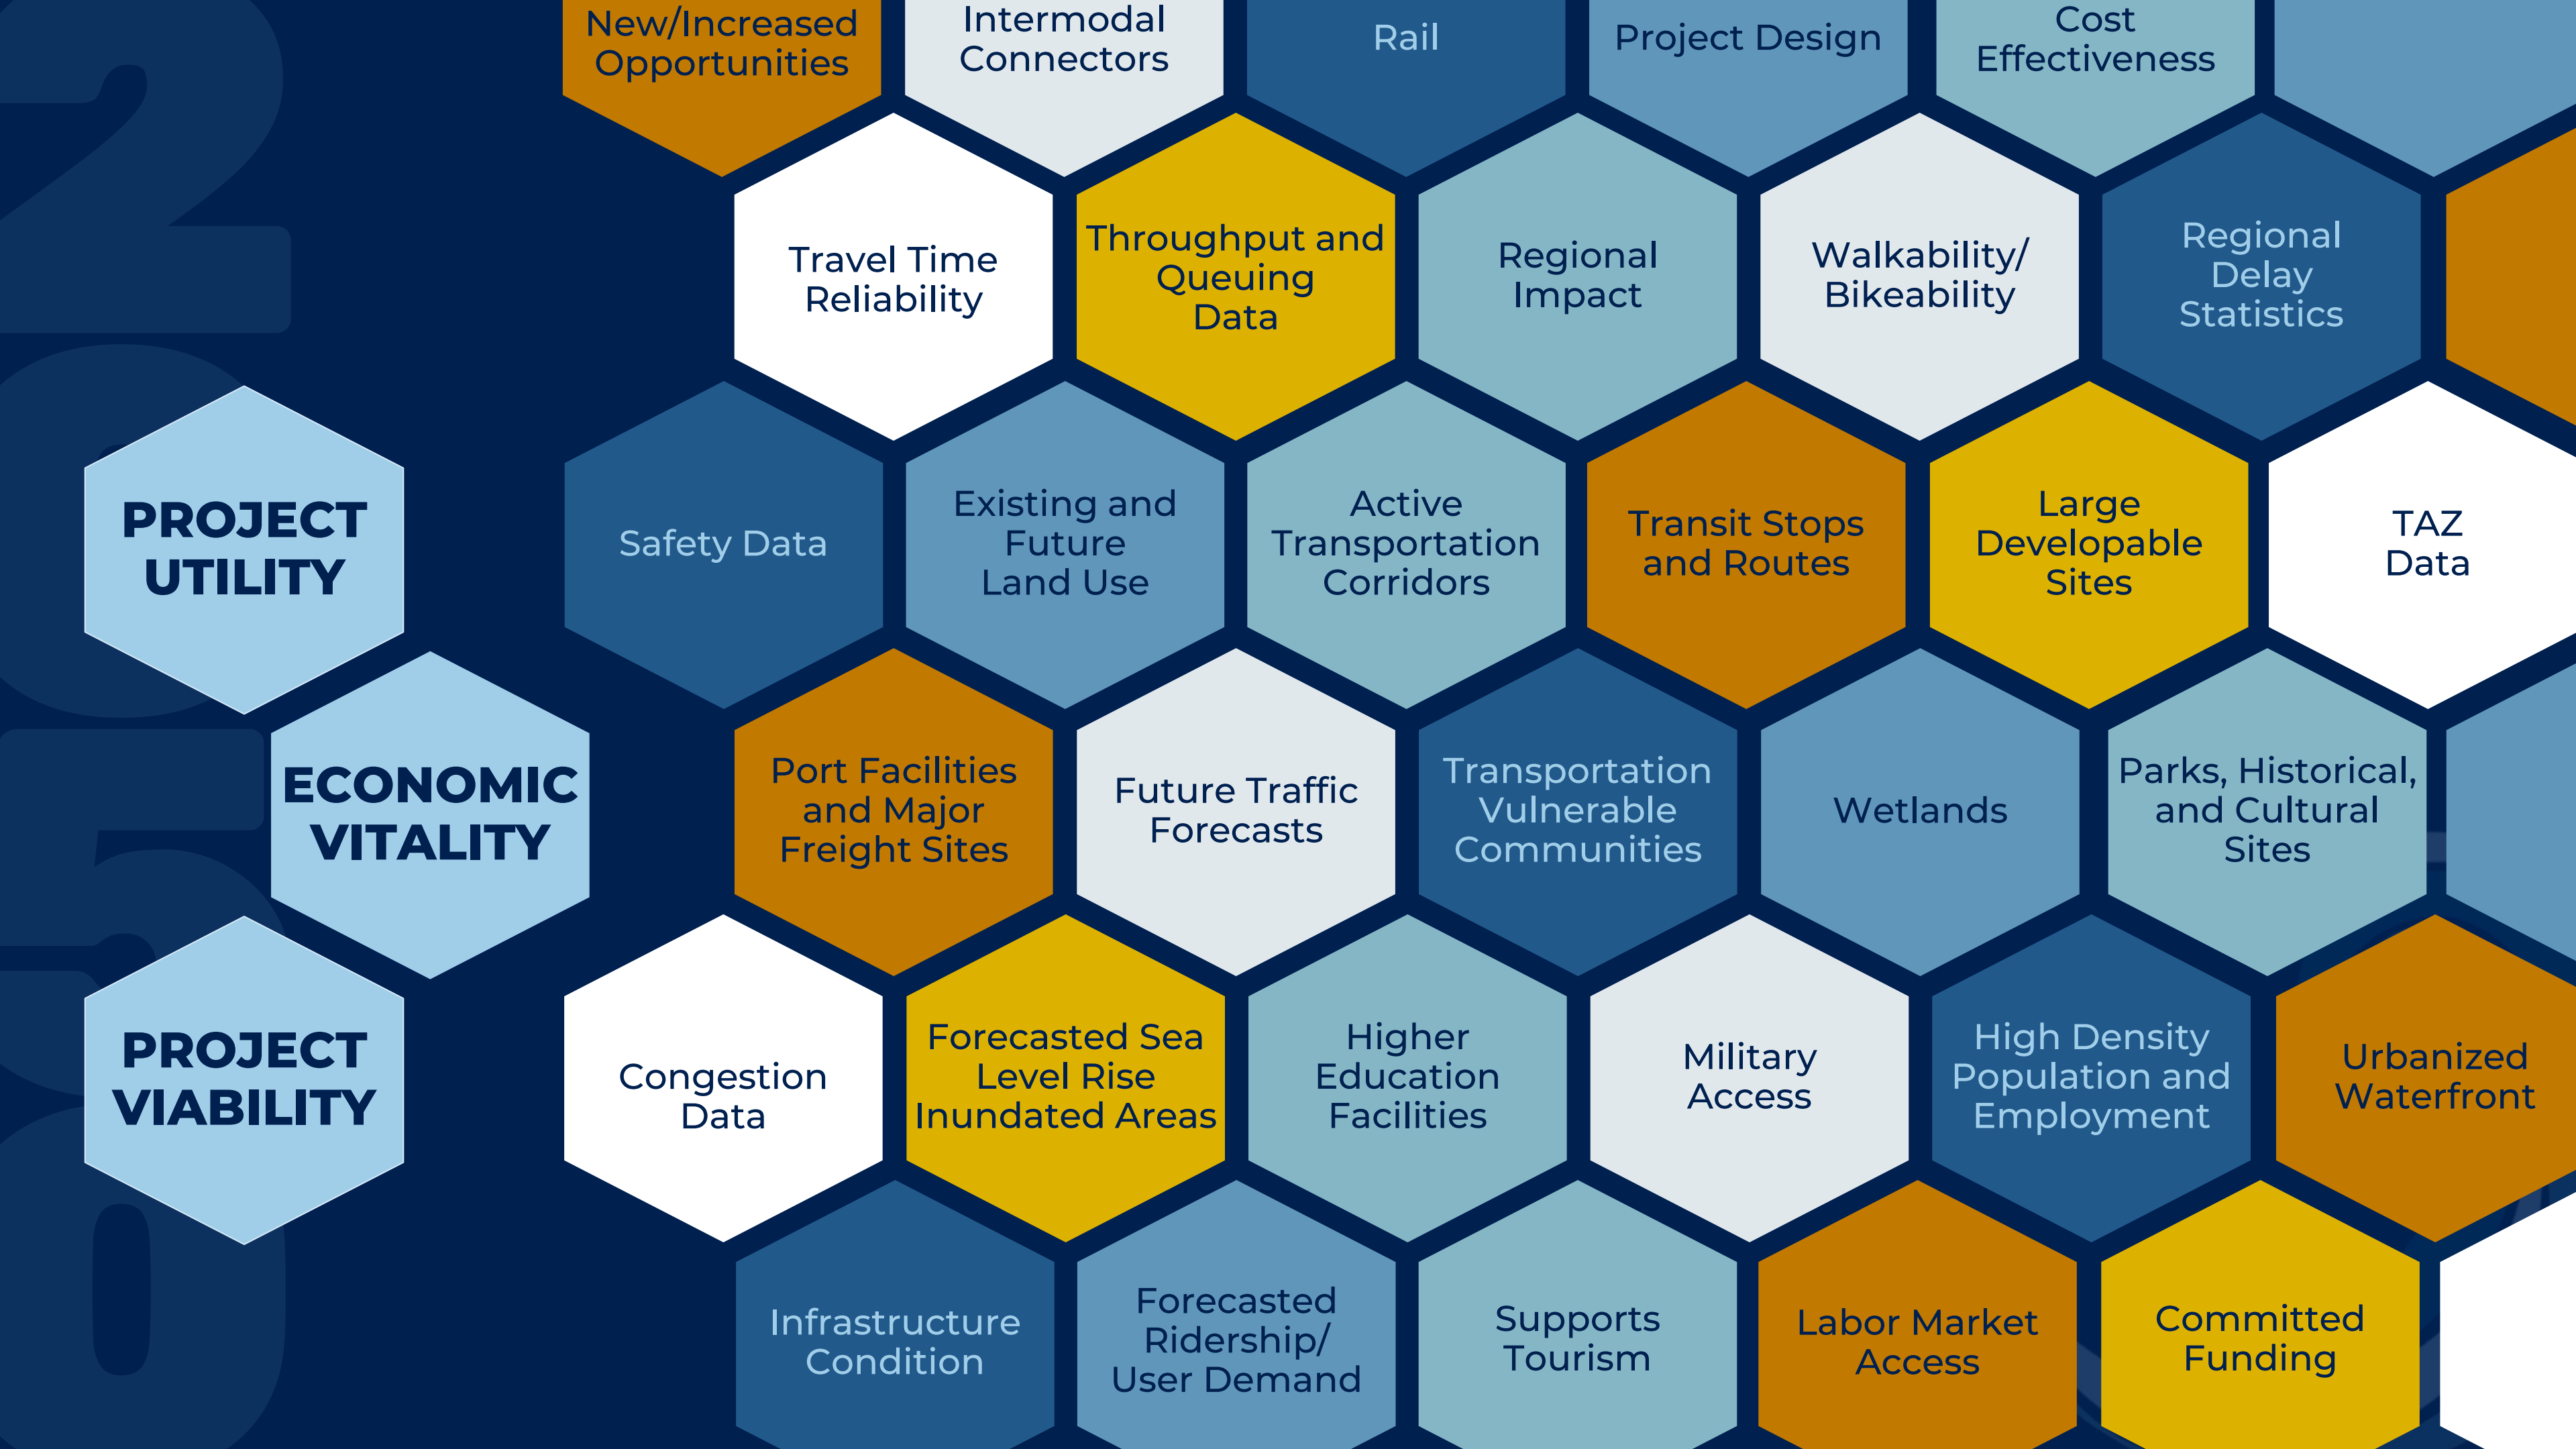 New/Increased
Opportunities
Intermodal
Connectors
Rail
Project Design
Cost
Effectiveness
Travel Time
Reliability
Throughput and
Queuing
Data
Regional
Impact
Walkability/
Bikeability
Regional
Delay
Statistics
PROJECT
UTILITY
Safety Data
Existing and
Future
Land Use
Active
Transportation
Corridors
Transit Stops
and Routes
Large
Developable
Sites
TAZ
Data
ECONOMIC
VITALITY
Port Facilities
and Major
Freight Sites
Future Traffic
Forecasts
Transportation
Vulnerable
Communities
Wetlands
Parks, Historical,
and Cultural
Sites
PROJECT
VIABILITY
Congestion
Data
Forecasted Sea
Level Rise
Inundated Areas
Higher
Education
Facilities
Military
Access
High Density
Population and
Employment
Urbanized
Waterfront
Infrastructure
Condition
Forecasted
Ridership/
User Demand
Supports
Tourism
Labor Market
Access
Committed
Funding
2
0
5
0